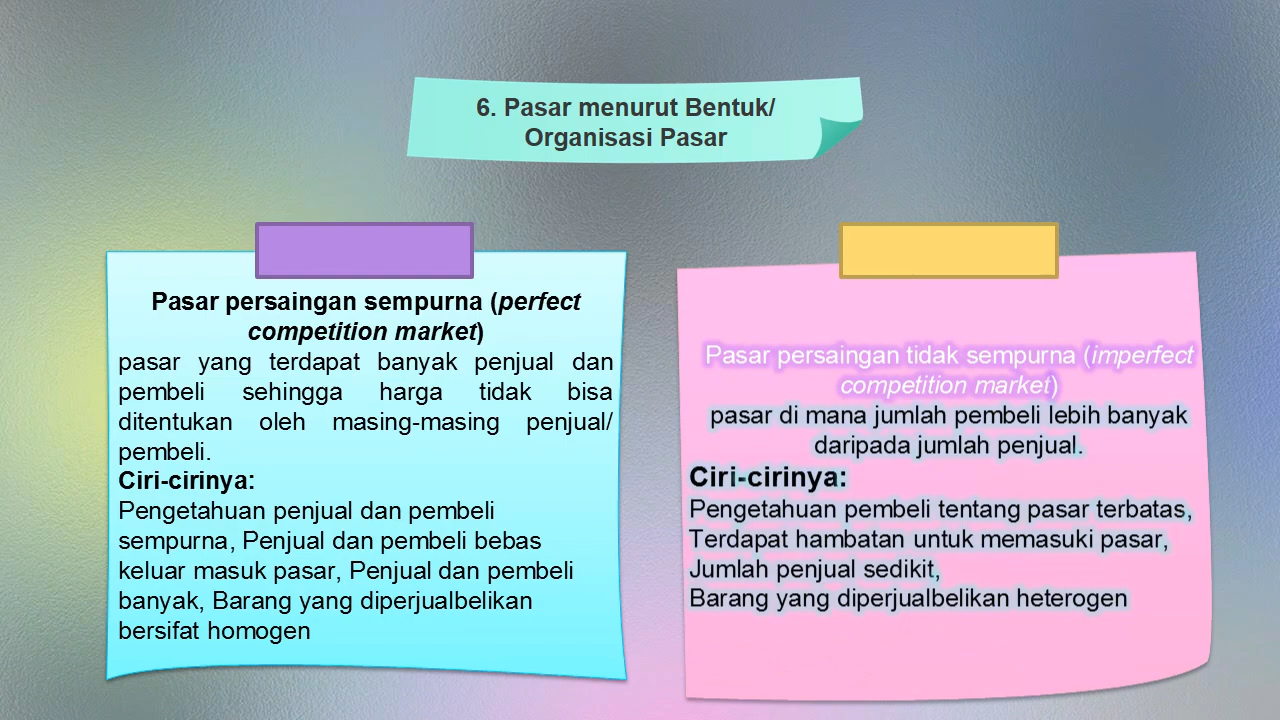 6. Pasar menurut Bentuk/
Organisasi Pasar
Pasar persaingan sempurna (perfect
competition market)
pasar yang terdapat banyak penjual dan
pembeli sehingga harga tidak bisa
ditentukan oleh masing-masing penjual/
pembeli.
Ciri-cirinya:
Pengetahuan penjual dan pembeli
sempurna, Penjual dan pembeli bebas
keluar masuk pasar, Penjual dan pembeli
banyak, Barang yang diperjualbelikan
bersifat homogen
Pasar persaingan tidak sempurna (imperfect
competition market)
pasar di mana jumlah pembeli lebih banyak
daripada jumlah penjual.
Ciri-cirinya:
Pengetahuan pembeli tentang pasar terbatas,
Terdapat hambatan untuk memasuki pasar,
Jumlah penjual sedikit,
Barang yang diperjualbelikan heterogen